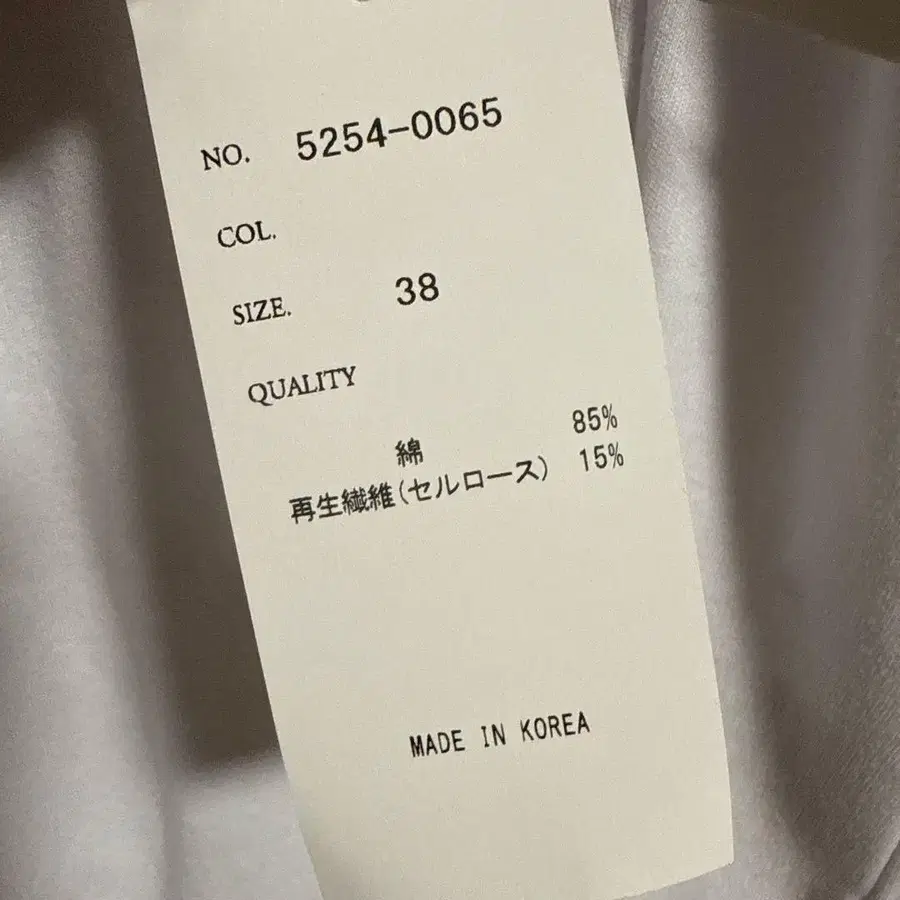 NO. 5254-0065
COL.
SIZE. 38
QUALITY
綿 85%
再生繊維(セルロース) 15%
MADE IN KOREA